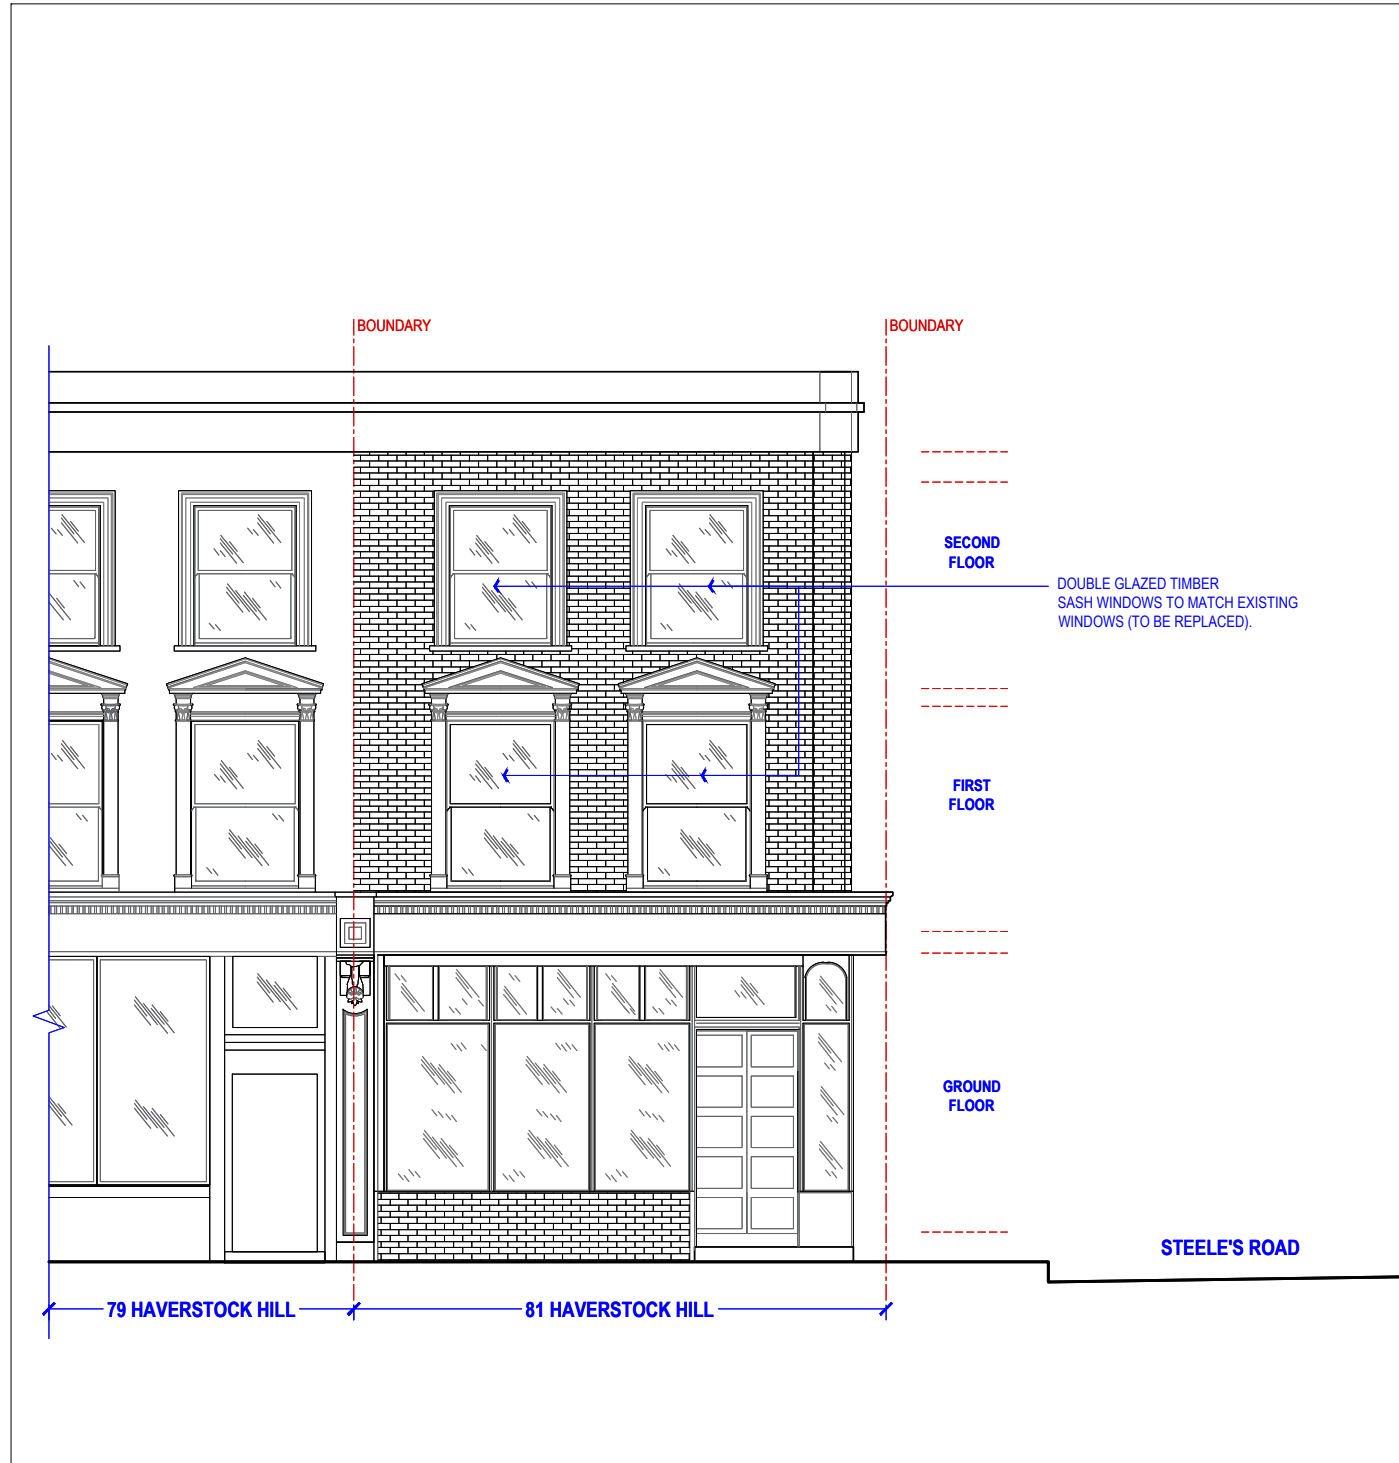 BOUNDARY
BOUNDARY
SECOND
FLOOR
DOUBLE GLAZED TIMBER
SASH WINDOWS TO MATCH EXISTING
WINDOWS (TO BE REPLACED).
FIRST
FLOOR
GROUND
FLOOR
STEELE'S ROAD
79 HAVERSTOCK HILL
81 HAVERSTOCK HILL